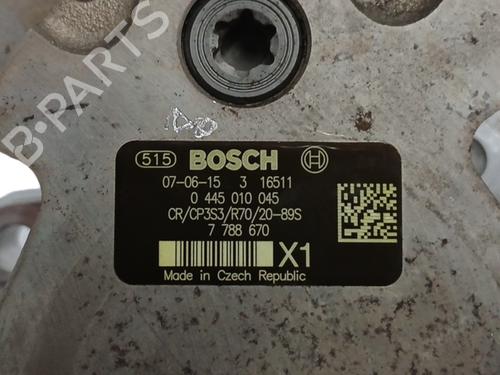 B-PARTS
515 BOSCH
07-06-15 3 16511
0 445 010 045
CR/CP3S3/R70/20-89S
7 788 670
X1
Made in Czech Republic